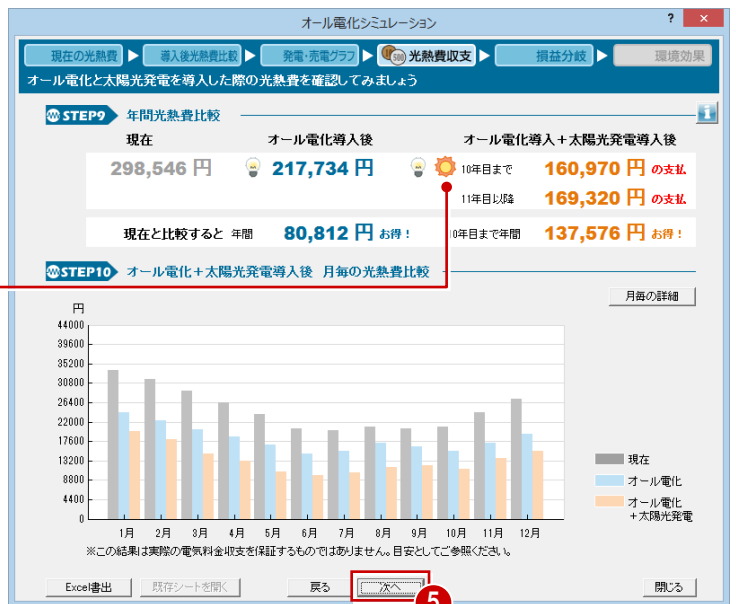 オール電化シミュレーション ? ×
現在の光熱費 導入後光熱費比較 発電・売電グラフ 光熱費収支 損益分岐 環境効果
オール電化と太陽光発電を導入した際の光熱費を確認してみましょう
STEP9 年間光熱費比較
現在 オール電化導入後 オール電化導入＋太陽光発電導入後
298,546 円 217,734 円 10年目まで 160,970 円 の支払
11年目以降 169,320 円 の支払
現在と比較すると 年間 80,812 円 お得！ 10年目まで年間 137,576 円 お得！
STEP10 オール電化＋太陽光発電導入後 月毎の光熱費比較
月毎の詳細
円
44000
39600
35200
30800
26400
22000
17600
13200
8800
4400
0
1月 2月 3月 4月 5月 6月 7月 8月 9月 10月 11月 12月
現在
オール電化
オール電化
+太陽光発電
※この結果は実際の電気料金収支を保証するものではありません。目安としてご参照ください。
Excel書出 既存シートを開く 戻る 次へ 閉じる
5